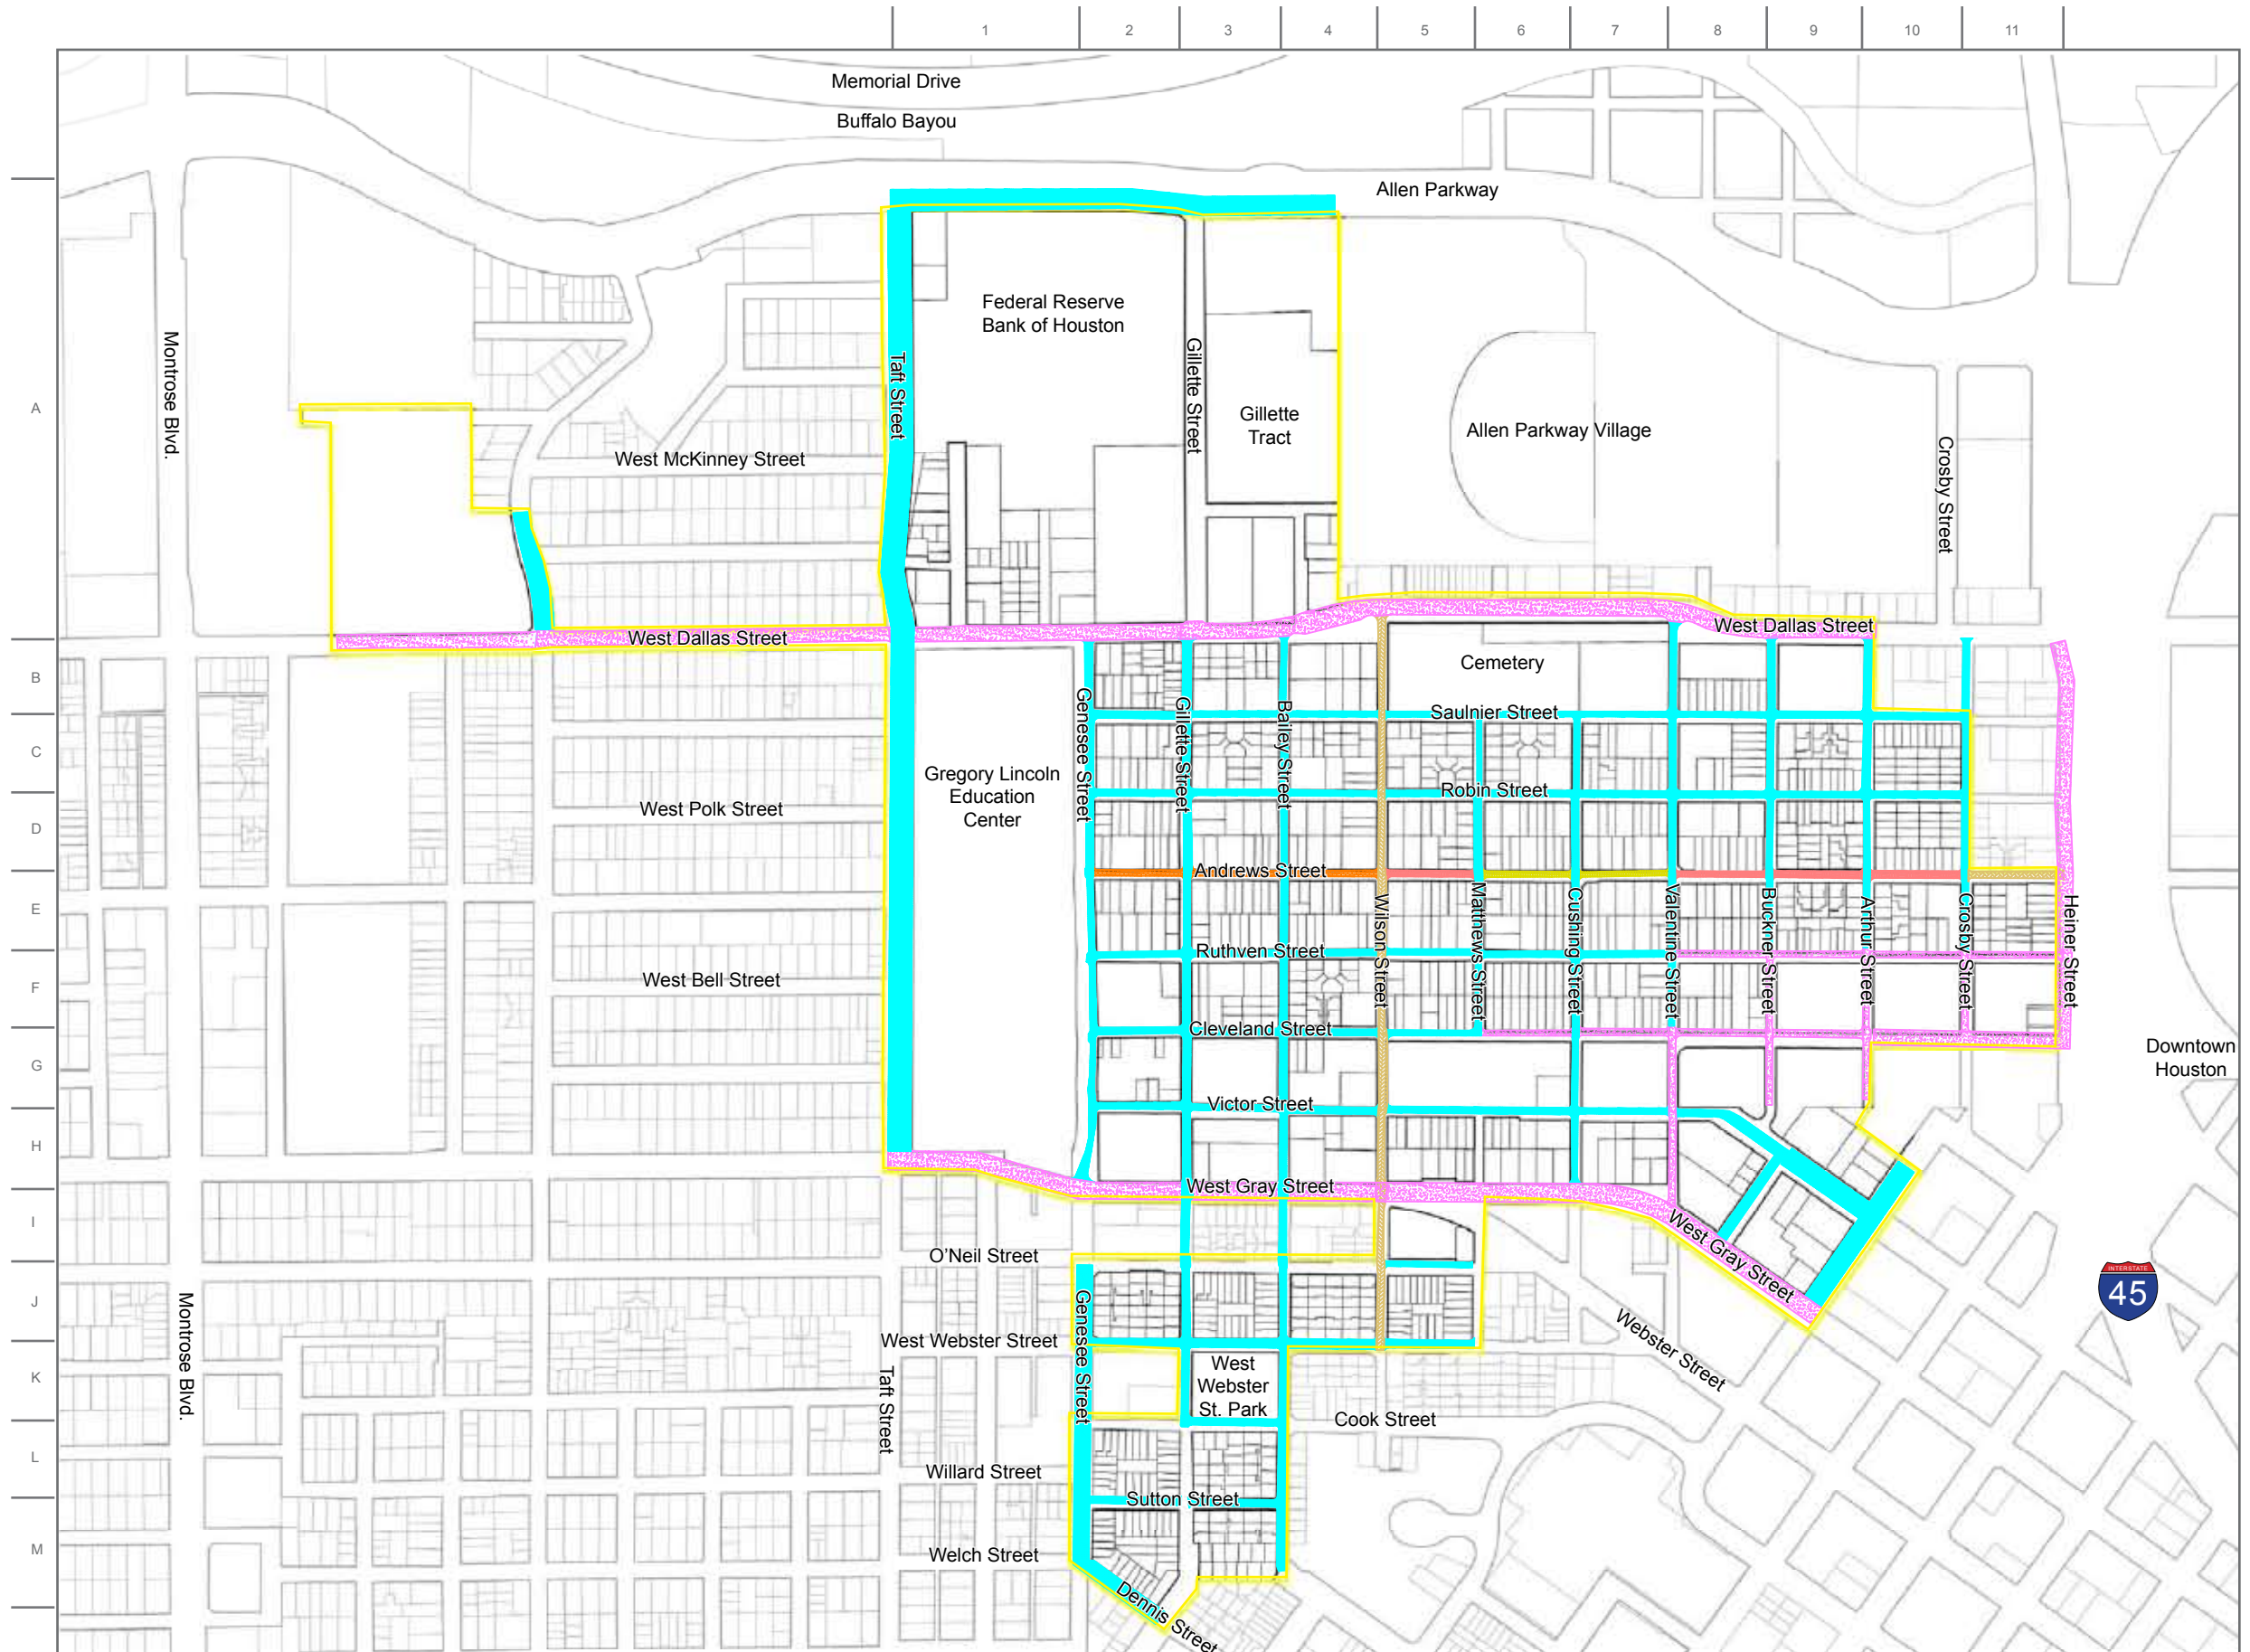 1 2 3 4 5 6 7 8 9 10 11
Memorial Drive
Buffalo Bayou
Allen Parkway
Federal Reserve
Bank of Houston
Montrose Blvd.
Taft Street
Gillette Street
A
Gillette
Tract
Allen Parkway Village
West McKinney Street
Crosby Street
West Dallas Street
West Dallas Street
B
Cemetery
Genesee Street
Gillette Street
Bailey Street
Saulnier Street
C
Gregory Lincoln
Education
Center
Robin Street
West Polk Street
D
Andrews Street
E
Wilson Street
Matthews Street
Cushing Street
Valentine Street
Buckner Street
Arthur Street
Crosby Street
Heiner Street
Ruthven Street
West Bell Street
F
Cleveland Street
G
Downtown
Houston
Victor Street
H
West Gray Street
I
West Gray Street
O'Neil Street
INTERSTATE
45
J
Montrose Blvd.
Genesee Street
West Webster Street
Webster Street
K
Taft Street
West
Webster
St. Park
Cook Street
L
Willard Street
Sutton Street
M
Welch Street
Dennis Street